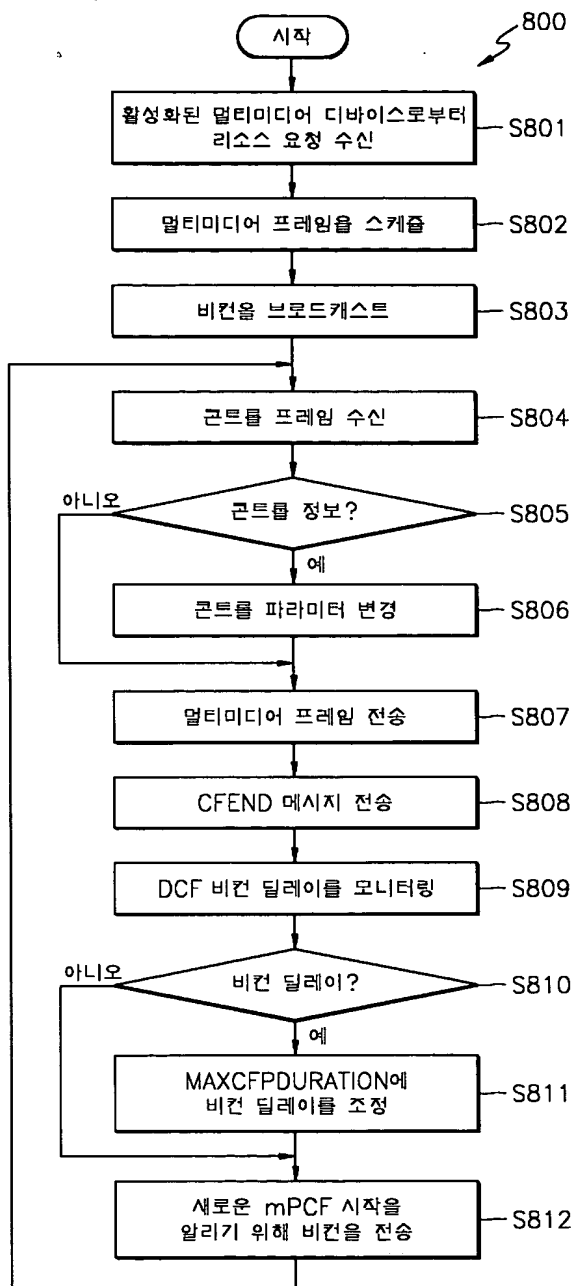 시작
800
활성화된 멀티미디어 디바이스로부터
리소스 요청 수신
S801
멀티미디어 프레임을 스케쥴
S802
비컨을 브로드캐스트
S803
콘트롤 프레임 수신
S804
아니오
콘트롤 정보?
S805
예
콘트롤 파라미터 변경
S806
멀티미디어 프레임 전송
S807
CFEND 메시지 전송
S808
DCF 비컨 딜레이를 모니터링
S809
아니오
비컨 딜레이?
S810
예
MAXCFPDURATION에
비컨 딜레이를 조정
S811
새로운 mPCF 시작을
알리기 위해 비컨을 전송
S812